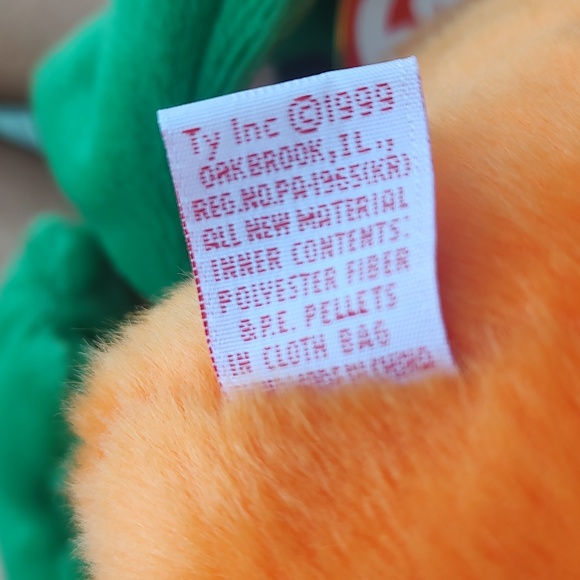 Ty Inc ©1999
OAKBROOK, IL.,
REG.NO.PA-1965(KR)
ALL NEW MATERIAL
INNER CONTENTS:
POLYESTER FIBER
&P.E. PELLETS
IN CLOTH BAG